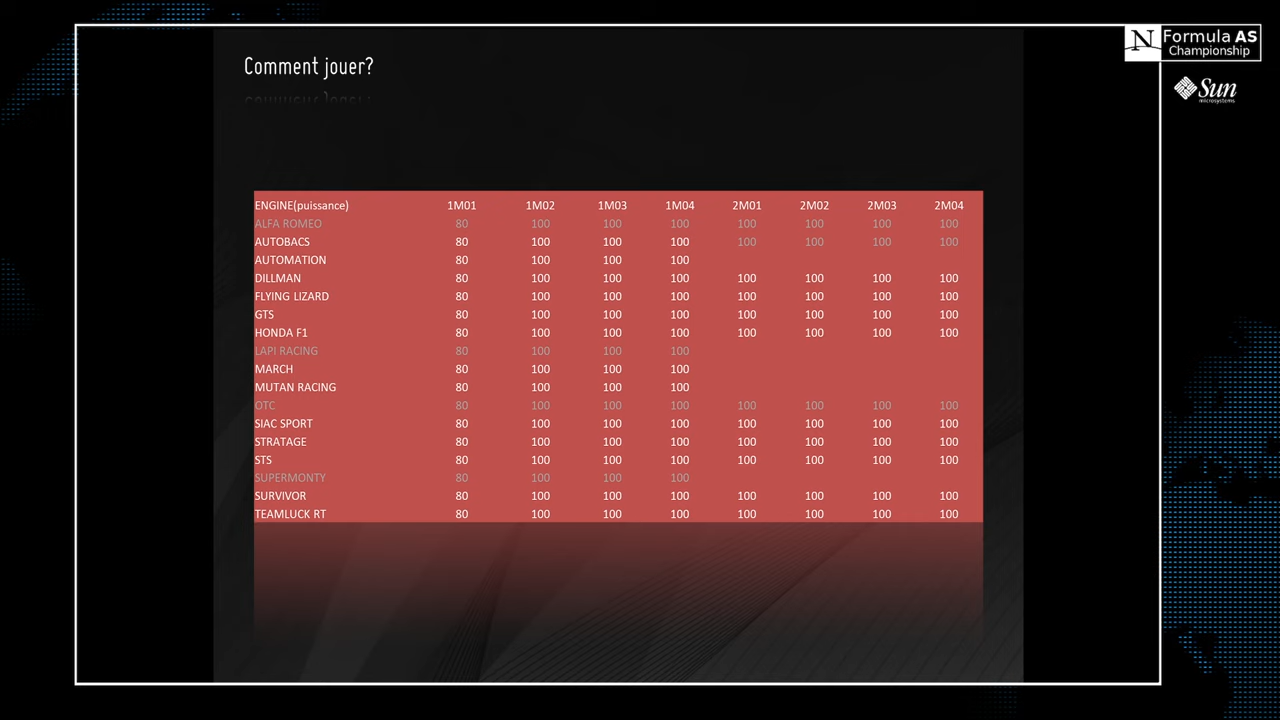 Comment jouer?
N Formula AS
Championship
Sun
microsystems
ENGINE(puissance) 1M01 1M02 1M03 1M04 2M01 2M02 2M03 2M04
ALFA ROMEO 80 100 100 100 100 100 100 100
AUTOBACS 80 100 100 100 100 100 100 100
AUTOMATION 80 100 100 100
DILLMAN 80 100 100 100 100 100 100 100
FLYING LIZARD 80 100 100 100 100 100 100 100
GTS 80 100 100 100 100 100 100 100
HONDA F1 80 100 100 100 100 100 100 100
LAPI RACING 80 100 100 100
MARCH 80 100 100 100
MUTAN RACING 80 100 100 100
OTC 80 100 100 100 100 100 100 100
SIAC SPORT 80 100 100 100 100 100 100 100
STRATAGE 80 100 100 100 100 100 100 100
STS 80 100 100 100 100 100 100 100
SUPERMONTY 80 100 100 100
SURVIVOR 80 100 100 100 100 100 100 100
TEAMLUCK RT 80 100 100 100 100 100 100 100